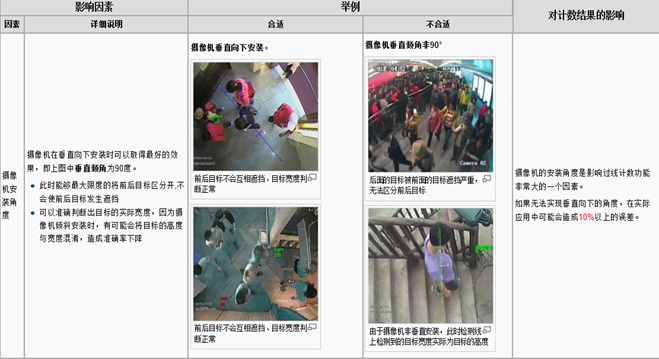 影响因素 举例 对计数结果的影响
因素 详细说明 合适 不合适
摄像机安装角度
摄像机在垂直向下安装时可以取得最好的效
果，即上图中垂直倾角为90度。
此时能够最大限度的将前后目标区分开,不
会使前后目标发生遮挡
可以准确判断出目标的实际宽度，因为摄
像机倾斜安装时，有可能会将目标的高度
与宽度混淆，造成准确率下降
摄像机垂直向下安装。
前后目标不会互相遮挡、目标宽度判
断正常
前后目标不会互相遮挡、目标宽度判
断正常
摄像机垂直倾角非90°
Camera 02
后面的目标被前面的目标遮挡严重，
无法区分前后目标
由于摄像机非垂直安装，此时检测线
上检测到的目标宽度实际为目标的高度
摄像机的安装角度是影响过线计数功能
非常大的一个因素。
如果无法实现垂直向下的角度，在实际
应用中可能会造成10%以上的误差。